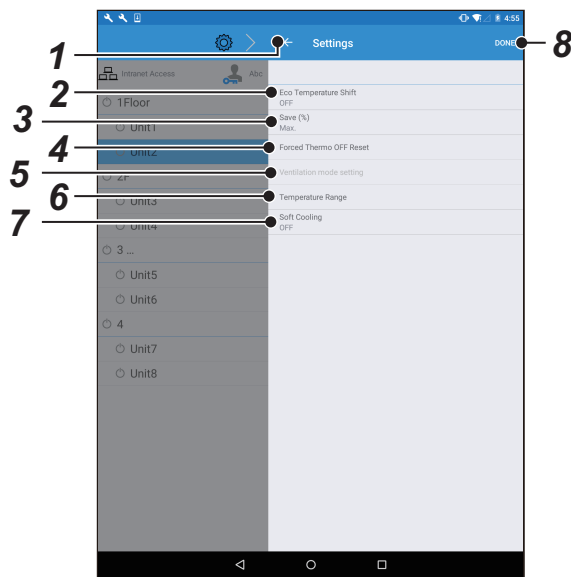 4:55
1
Settings
DONE
8
Intranet Access
Abc
2
Eco Temperature Shift
OFF
1Floor
3
Save (%)
Max.
Unit1
4
Forced Thermo OFF Reset
Unit2
5
Ventilation mode setting
2F
6
Temperature Range
Unit3
7
Soft Cooling
OFF
Unit4
3 ...
Unit5
Unit6
4
Unit7
Unit8